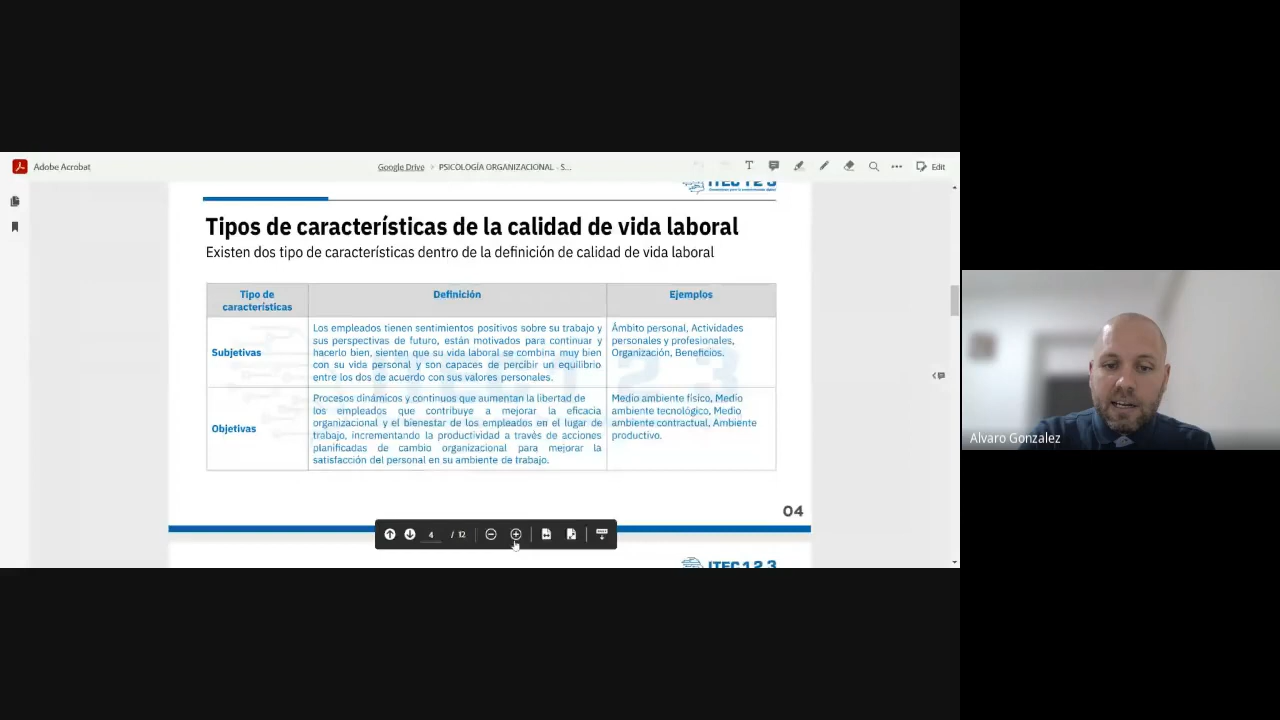 Adobe Acrobat
Google Drive > PSICOLOGÍA ORGANIZACIONAL - S...
Edit
ITEC 1 2 3
Tipos de características de la calidad de vida laboral
Existen dos tipo de características dentro de la definición de calidad de vida laboral
Tipo de
características
Definición
Ejemplos
Subjetivas
Los empleados tienen sentimientos positivos sobre su trabajo y
sus perspectivas de futuro, están motivados para continuar y
hacerlo bien, sienten que su vida laboral se combina muy bien
con su vida personal y son capaces de percibir un equilibrio
entre los dos de acuerdo con sus valores personales.
Ámbito personal, Actividades
personales y profesionales,
Organización, Beneficios.
Objetivas
Procesos dinámicos y continuos que aumentan la libertad de
los empleados que contribuye a mejorar la eficacia
organizacional y el bienestar de los empleados en el lugar de
trabajo, incrementando la productividad a través de acciones
planificadas de cambio organizacional para mejorar la
satisfacción del personal en su ambiente de trabajo.
Medio ambiente físico, Medio
ambiente tecnológico, Medio
ambiente contractual, Ambiente
productivo.
04
4 / 12
ITEC 1 2 3
Alvaro Gonzalez